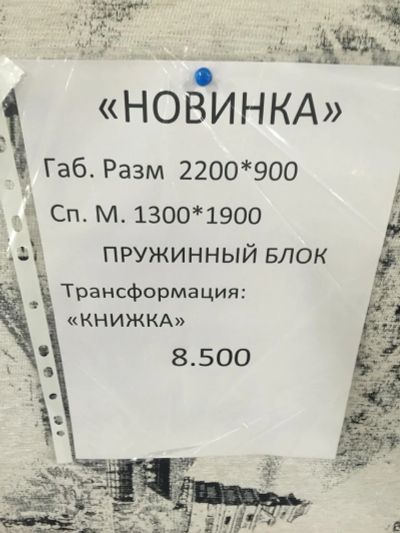 «НОВИНКА»
Габ. Разм 2200*900
Сп. М. 1300*1900
ПРУЖИННЫЙ БЛОК
Трансформация:
«КНИЖКА»
8.500